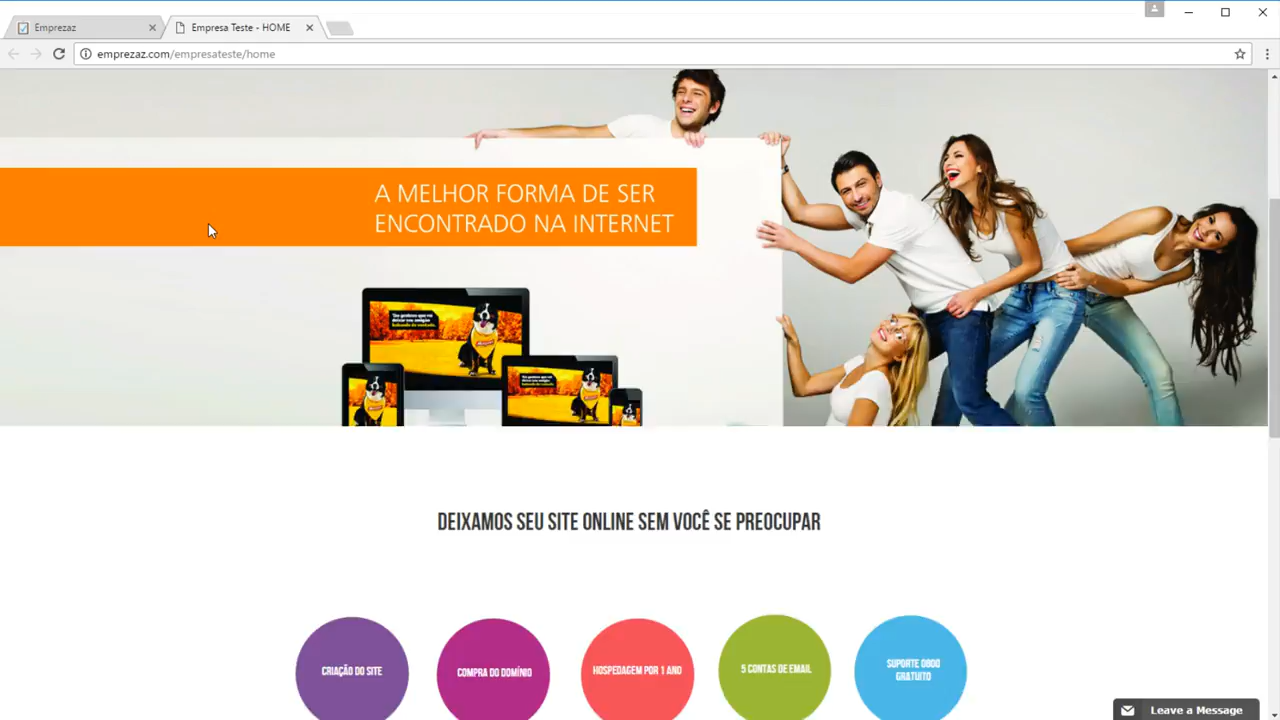 Emprezaz
Empresa Teste - HOME
emprezaz.com/empresateste/home
A MELHOR FORMA DE SER
ENCONTRADO NA INTERNET
DEIXAMOS SEU SITE ONLINE SEM VOCÊ SE PREOCUPAR
CRIAÇÃO DO SITE
COMPRA DO DOMÍNIO
HOSPEDAGEM POR 1 ANO
5 CONTAS DE EMAIL
SUPORTE 0800
GRATUITO
Leave a Message